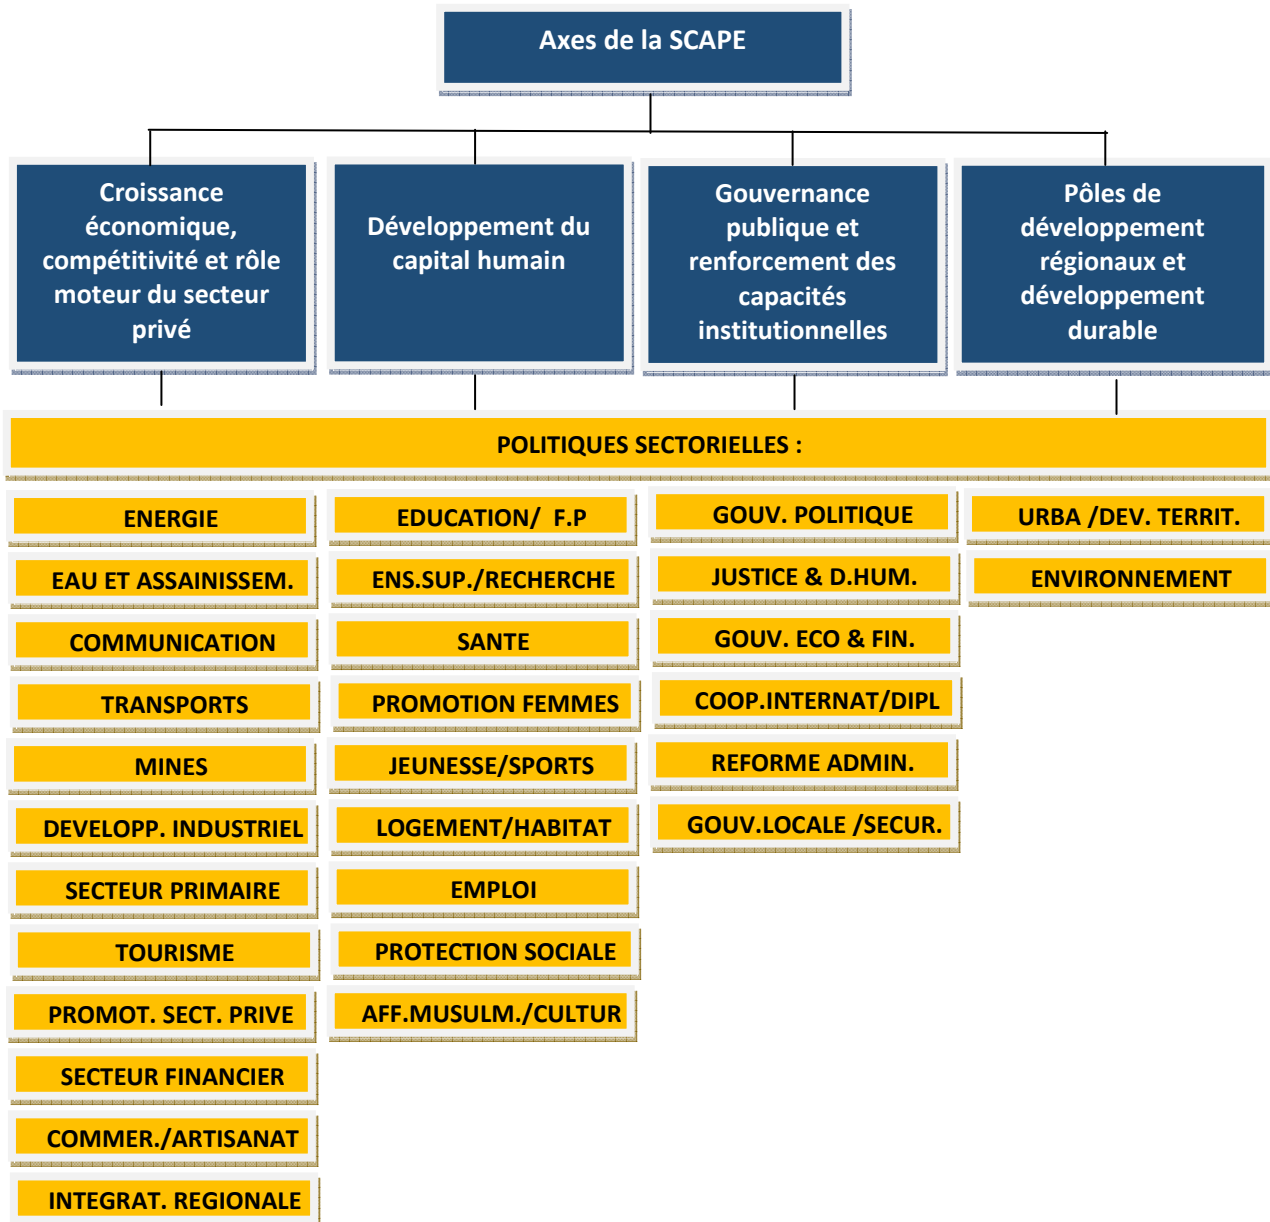 Axes de la SCAPE
Croissance
économique,
compétitivité et rôle
moteur du secteur
privé
Développement du
capital humain
Gouvernance
publique et
renforcement des
capacités
institutionnelles
Pôles de
développement
régionaux et
développement
durable
POLITIQUES SECTORIELLES :
ENERGIE
EAU ET ASSAINISSEM.
COMMUNICATION
TRANSPORTS
MINES
DEVELOPP. INDUSTRIEL
SECTEUR PRIMAIRE
TOURISME
PROMOT. SECT. PRIVE
SECTEUR FINANCIER
COMMER./ARTISANAT
INTEGRAT. REGIONALE
EDUCATION/ F.P
ENS.SUP./RECHERCHE
SANTE
PROMOTION FEMMES
JEUNESSE/SPORTS
LOGEMENT/HABITAT
EMPLOI
PROTECTION SOCIALE
AFF.MUSULM./CULTUR
GOUV. POLITIQUE
JUSTICE & D.HUM.
GOUV. ECO & FIN.
COOP.INTERNAT/DIPL
REFORME ADMIN.
GOUV.LOCALE /SECUR.
URBA /DEV. TERRIT.
ENVIRONNEMENT